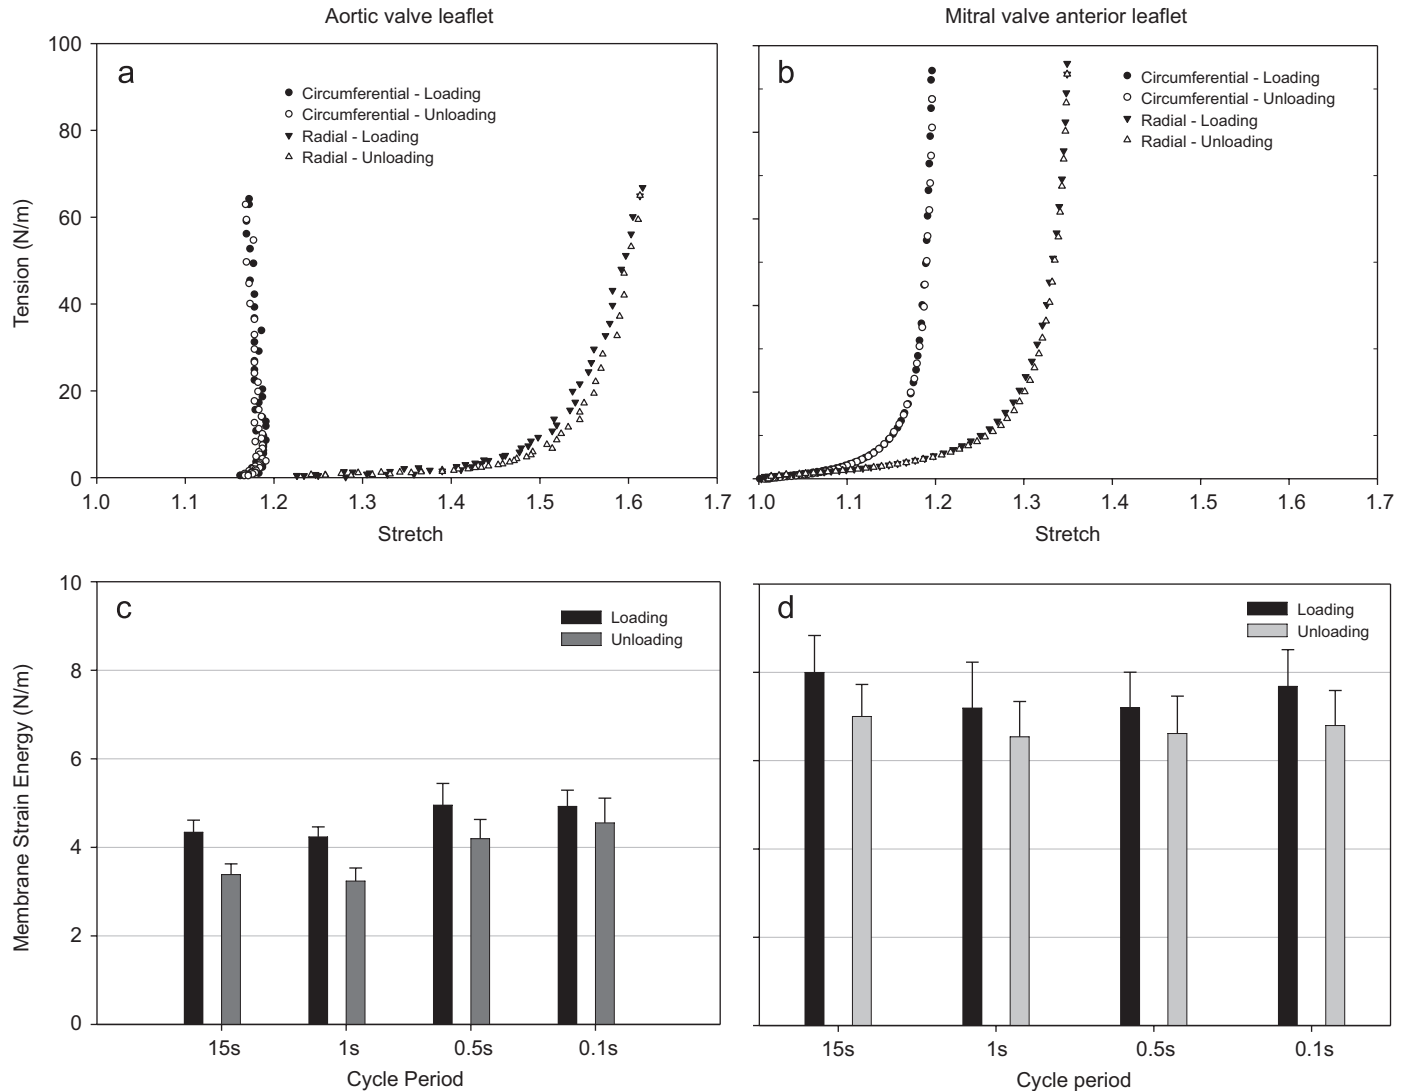 Aortic valve leaflet
Mitral valve anterior leaflet
a
Circumferential - Loading
Circumferential - Unloading
Radial - Loading
Radial - Unloading
Tension (N/m)
100
80
60
40
20
0
1.0 1.1 1.2 1.3 1.4 1.5 1.6 1.7
Stretch
b
Circumferential - Loading
Circumferential - Unloading
Radial - Loading
Radial - Unloading
1.0 1.1 1.2 1.3 1.4 1.5 1.6 1.7
Stretch
c
Loading
Unloading
Membrane Strain Energy (N/m)
10
8
6
4
2
0
15s 1s 0.5s 0.1s
Cycle Period
d
Loading
Unloading
15s 1s 0.5s 0.1s
Cycle period